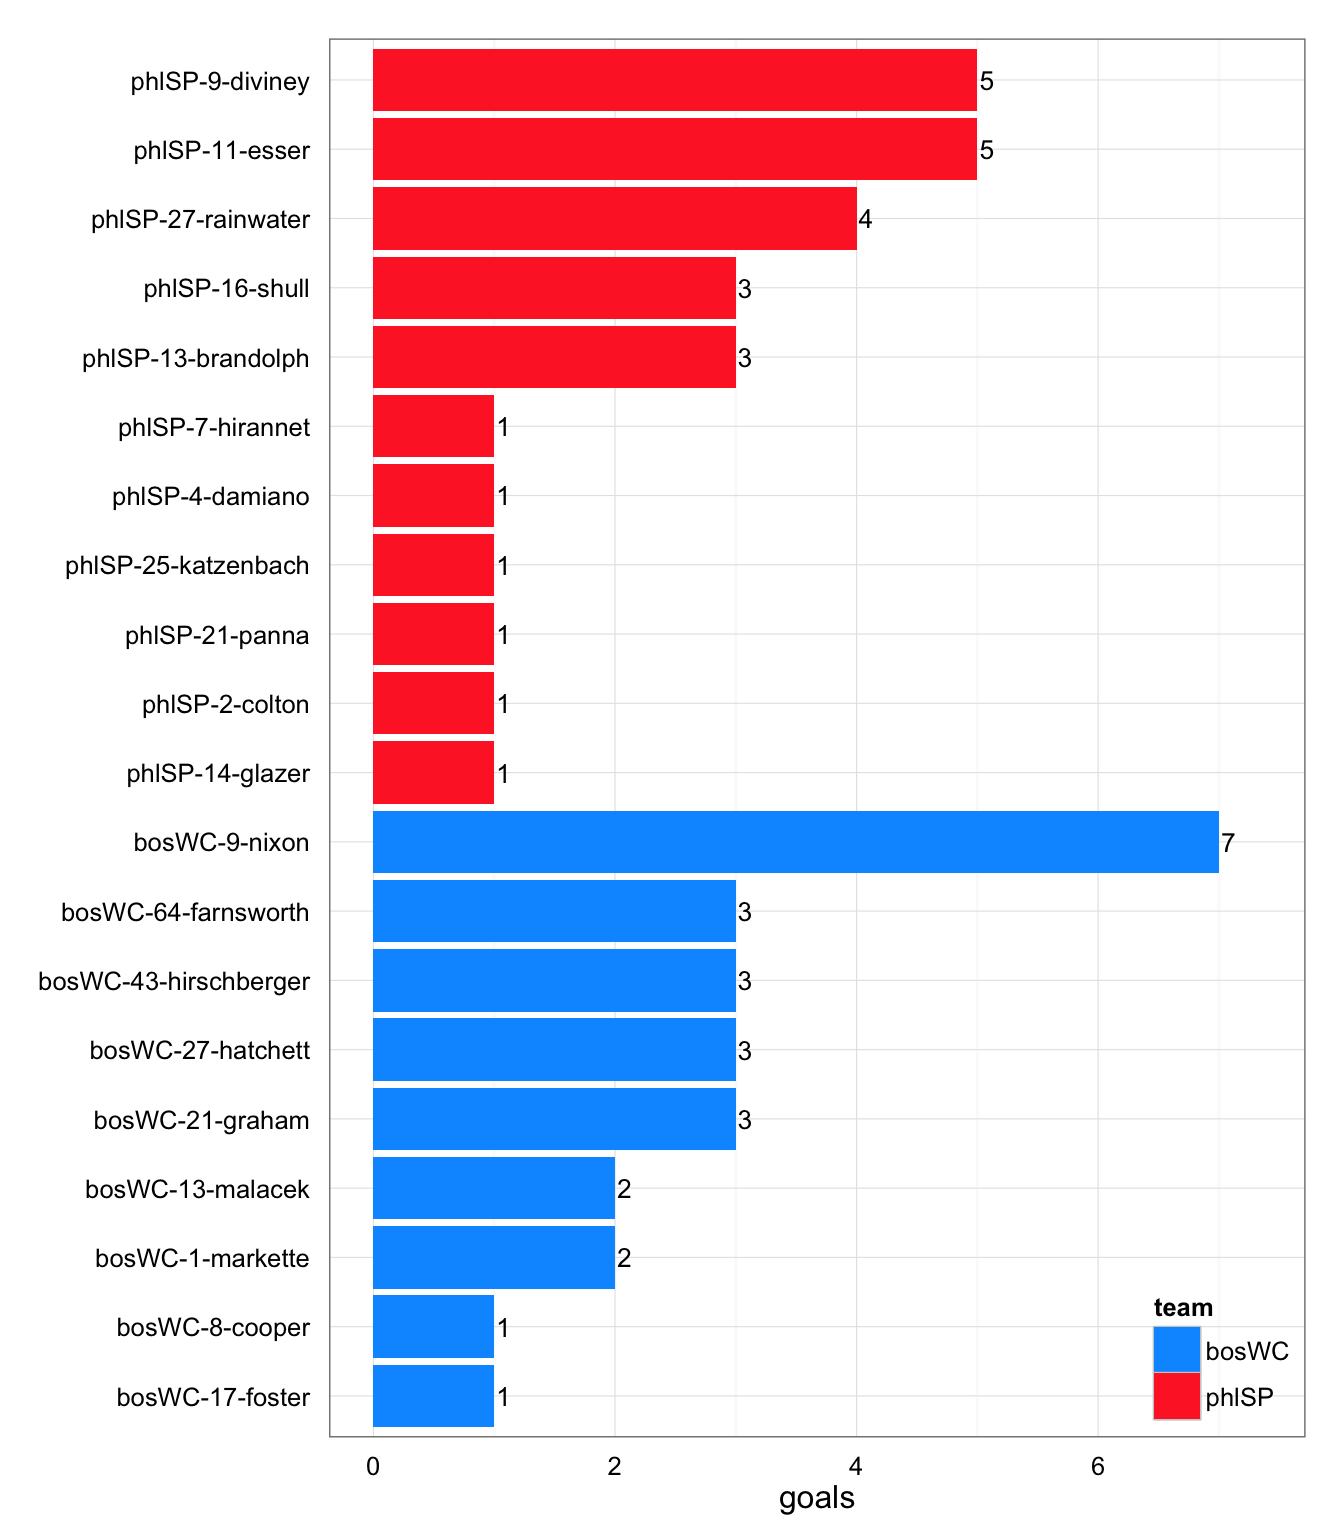 phlSP-9-diviney 5
phlSP-11-esser 5
phlSP-27-rainwater 4
phlSP-16-shull 3
phlSP-13-brandolph 3
phlSP-7-hirannet 1
phlSP-4-damiano 1
phlSP-25-katzenbach 1
phlSP-21-panna 1
phlSP-2-colton 1
phlSP-14-glazer 1
bosWC-9-nixon 7
bosWC-64-farnsworth 3
bosWC-43-hirschberger 3
bosWC-27-hatchett 3
bosWC-21-graham 3
bosWC-13-malacek 2
bosWC-1-markette 2
bosWC-8-cooper 1
bosWC-17-foster 1
team
bosWC
phlSP
0 2 4 6
goals